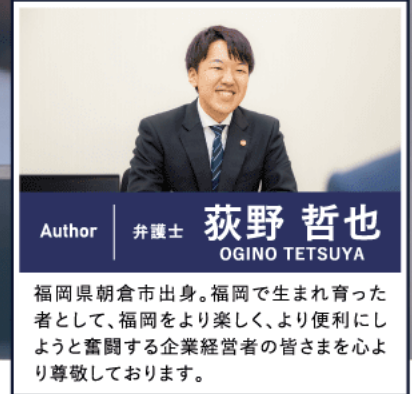 Author 弁護士 荻野 哲也
OGINO TETSUYA
福岡県朝倉市出身。福岡で生まれ育った
者として、福岡をより楽しく、より便利にし
ようと奮闘する企業経営者の皆さまを心よ
り尊敬しております。